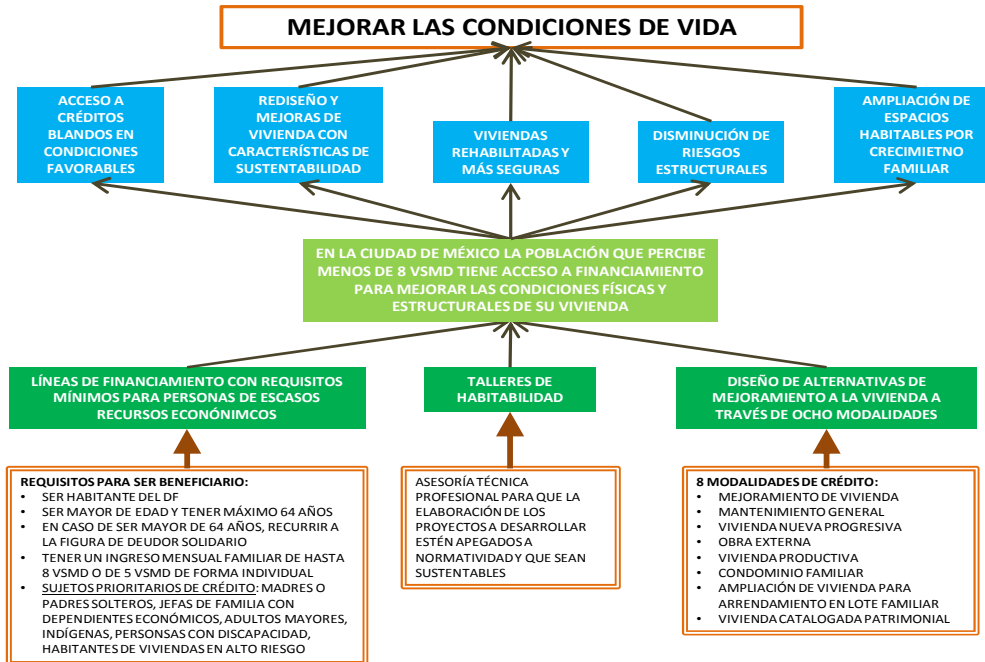 MEJORAR LAS CONDICIONES DE VIDA
ACCESO A
CRÉDITOS
BLANDOS EN
CONDICIONES
FAVORABLES
REDISEÑO Y
MEJORAS DE
VIVIENDA CON
CARACTERÍSTICAS DE
SUSTENTABILIDAD
VIVIENDAS
REHABILITADAS Y
MÁS SEGURAS
DISMINUCIÓN DE
RIESGOS
ESTRUCTURALES
AMPLIACIÓN DE
ESPACIOS
HABITABLES POR
CRECIMIETNO
FAMILIAR
EN LA CIUDAD DE MÉXICO LA POBLACIÓN QUE PERCIBE
MENOS DE 8 VSMD TIENE ACCESO A FINANCIAMIENTO
PARA MEJORAR LAS CONDICIONES FÍSICAS Y
ESTRUCTURALES DE SU VIVIENDA
LÍNEAS DE FINANCIAMIENTO CON REQUISITOS
MÍNIMOS PARA PERSONAS DE ESCASOS
RECURSOS ECONÓNIMCOS
TALLERES DE
HABITABILIDAD
DISEÑO DE ALTERNATIVAS DE
MEJORAMIENTO A LA VIVIENDA A
TRAVÉS DE OCHO MODALIDADES
REQUISITOS PARA SER BENEFICIARIO:
• SER HABITANTE DEL DF
• SER MAYOR DE EDAD Y TENER MÁXIMO 64 AÑOS
• EN CASO DE SER MAYOR DE 64 AÑOS, RECURRIR A
LA FIGURA DE DEUDOR SOLIDARIO
• TENER UN INGRESO MENSUAL FAMILIAR DE HASTA
8 VSMD O DE 5 VSMD DE FORMA INDIVIDUAL
• SUJETOS PRIORITARIOS DE CRÉDITO: MADRES O
PADRES SOLTEROS, JEFAS DE FAMILIA CON
DEPENDIENTES ECONÓMICOS, ADULTOS MAYORES,
INDÍGENAS, PERSONSAS CON DISCAPACIDAD,
HABITANTES DE VIVIENDAS EN ALTO RIESGO
ASESORÍA TÉCNICA
PROFESIONAL PARA QUE LA
ELABORACIÓN DE LOS
PROYECTOS A DESARROLLAR
ESTÉN APEGADOS A
NORMATIVIDAD Y QUE SEAN
SUSTENTABLES
8 MODALIDADES DE CRÉDITO:
• MEJORAMIENTO DE VIVIENDA
• MANTENIMIENTO GENERAL
• VIVIENDA NUEVA PROGRESIVA
• OBRA EXTERNA
• VIVIENDA PRODUCTIVA
• CONDOMINIO FAMILIAR
• AMPLIACIÓN DE VIVIENDA PARA
ARRENDAMIENTO EN LOTE FAMILIAR
• VIVIENDA CATALOGADA PATRIMONIAL